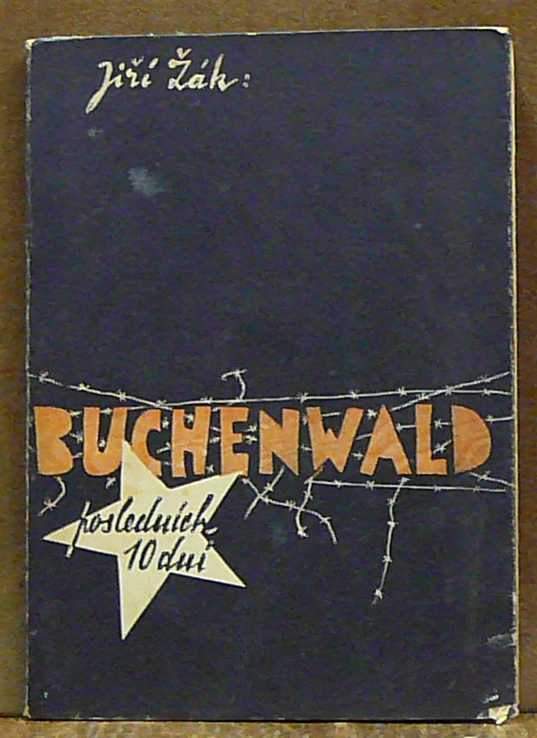 Jiří Žák:
BUCHENWALD
posledních
10 dní